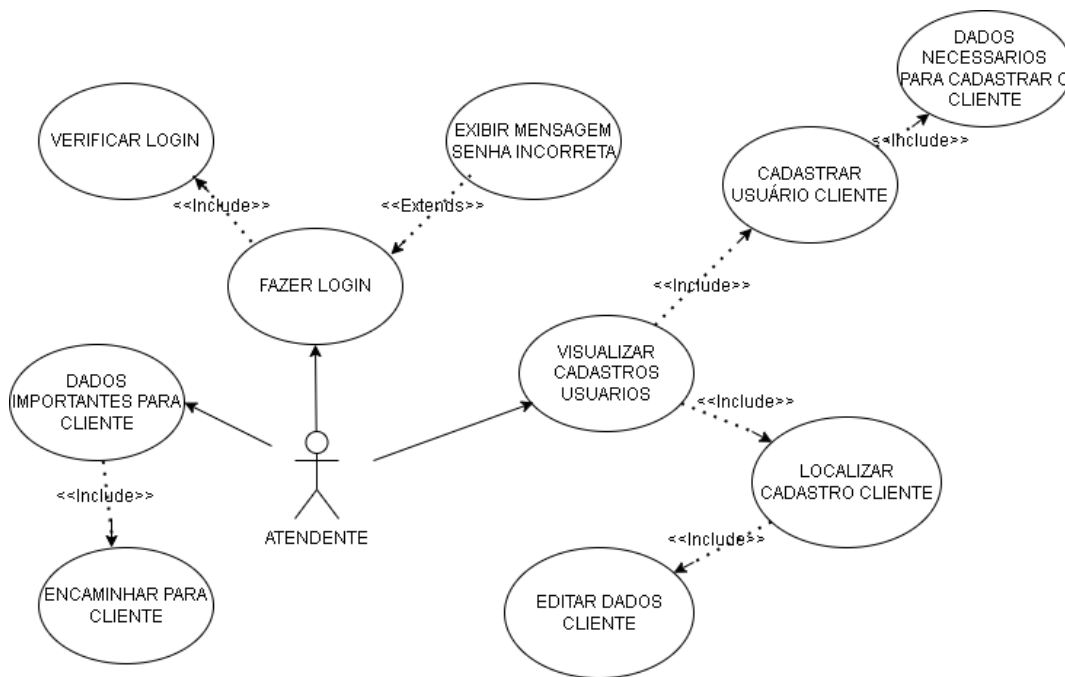 DADOS
NECESSARIOS
PARA CADASTRAR O
CLIENTE
VERIFICAR LOGIN
EXIBIR MENSAGEM
SENHA INCORRETA
<<Include>>
CADASTRAR
USUÁRIO CLIENTE
<<Include>>
<<Extends>>
FAZER LOGIN
<<Include>>
VISUALIZAR
CADASTROS
USUARIOS
DADOS
IMPORTANTES PARA
CLIENTE
<<Include>>
LOCALIZAR
CADASTRO CLIENTE
<<Include>>
ATENDENTE
<<Include>>
ENCAMINHAR PARA
CLIENTE
EDITAR DADOS
CLIENTE